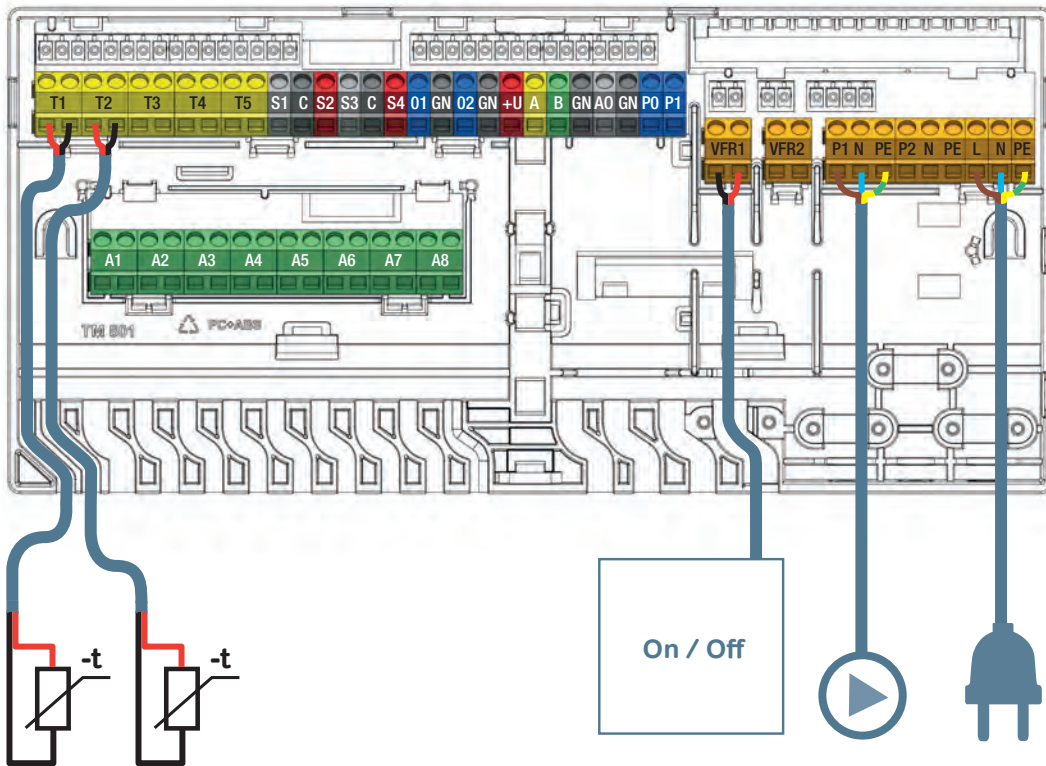 T1 T2 T3 T4 T5 S1 C S2 S3 C S4 01 GN 02 GN +U A B GN AO GN P0 P1
VFR1 VFR2 P1 N PE P2 N PE L N PE
A1 A2 A3 A4 A5 A6 A7 A8
TM 801 PC+ABS
-t -t
On / Off